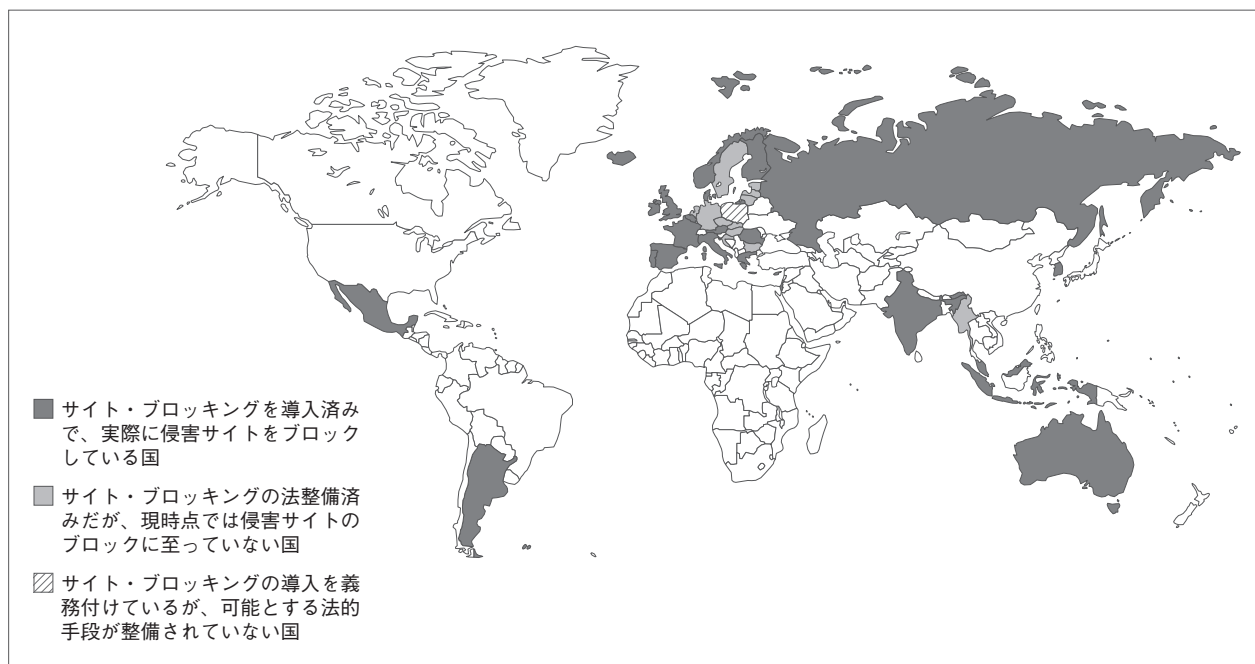 サイト・ブロッキングを導入済み
で、実際に侵害サイトをブロック
している国
サイト・ブロッキングの法整備済
みだが、現時点では侵害サイトの
ブロックに至っていない国
サイト・ブロッキングの導入を義
務付けているが、可能とする法的
手段が整備されていない国